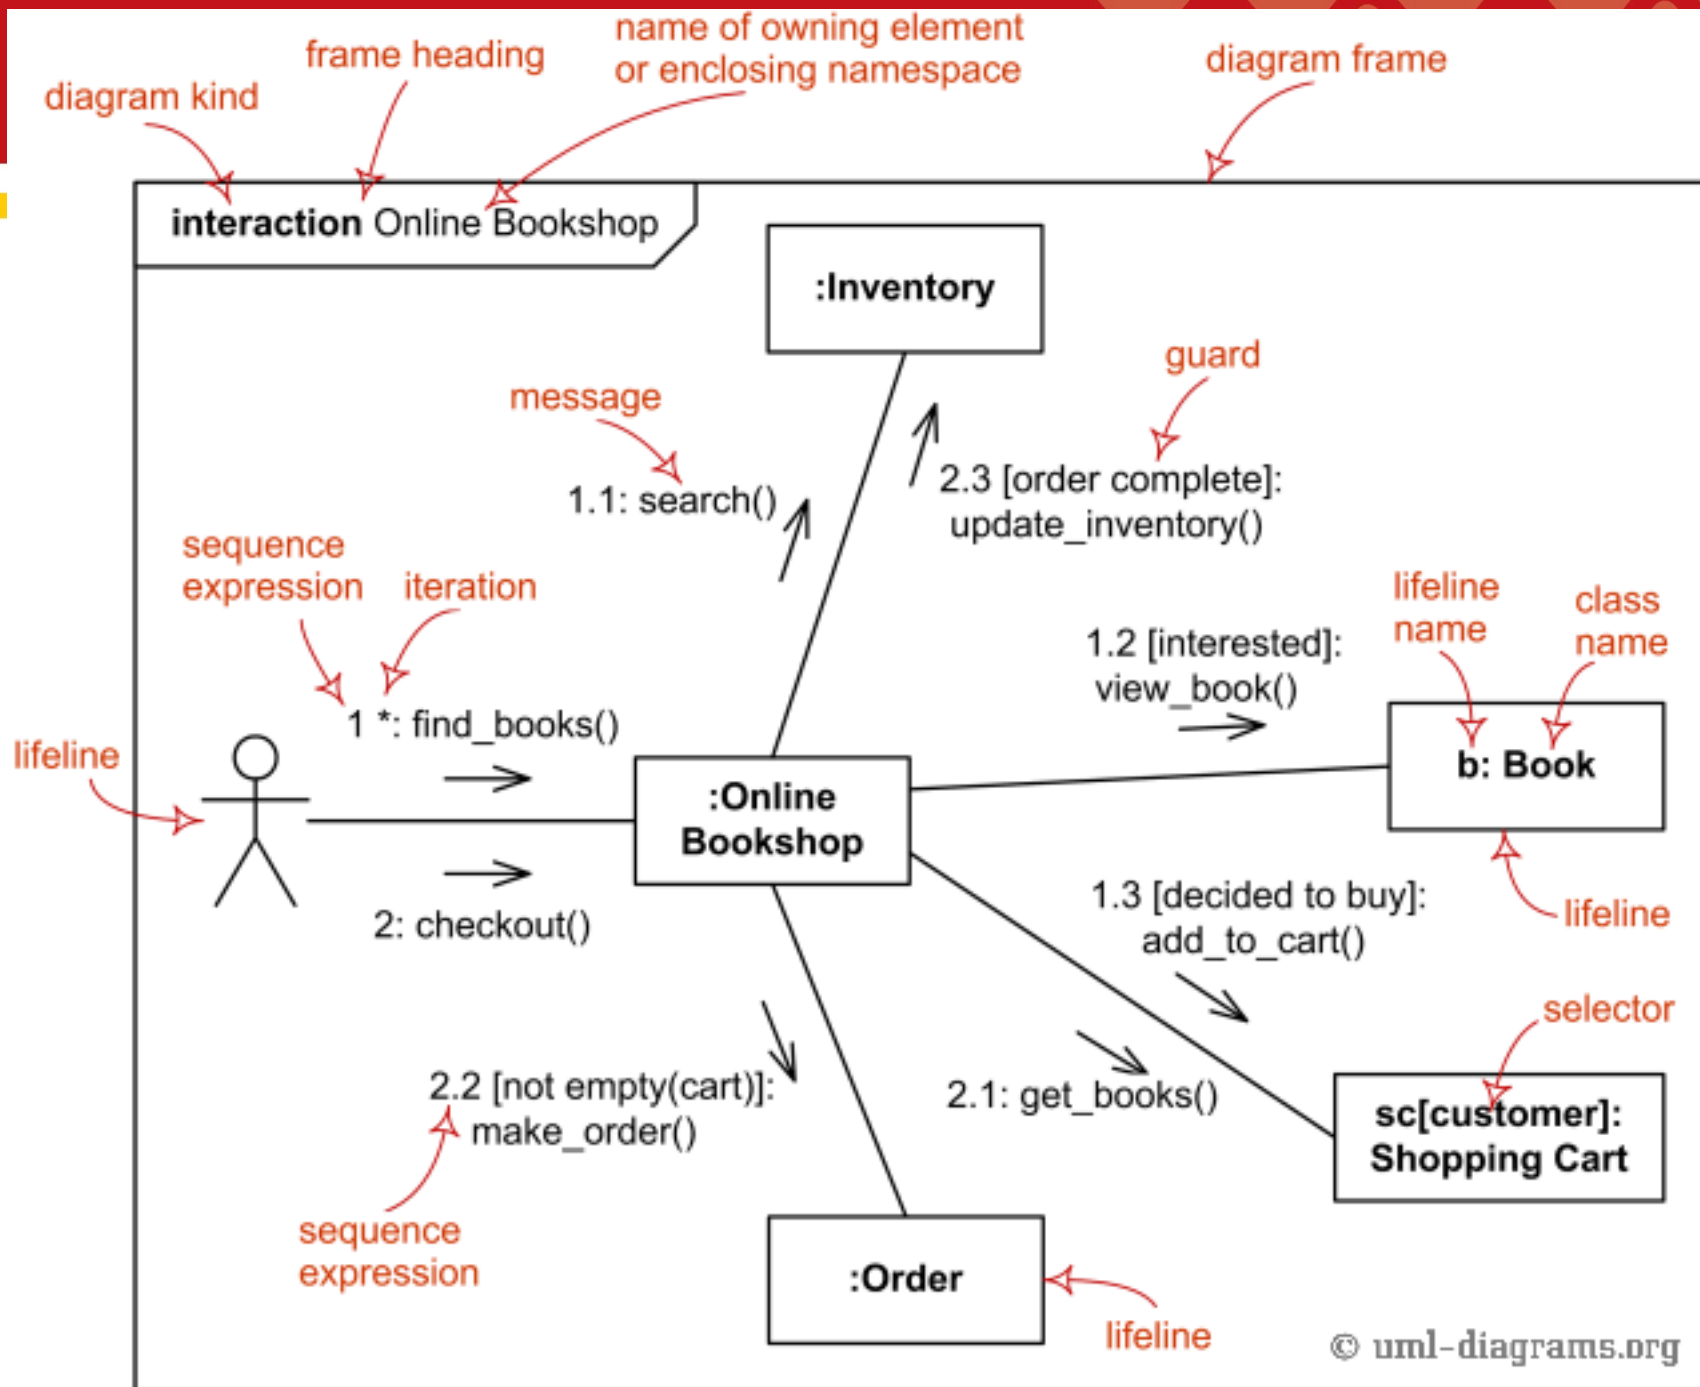 name of owning element
or enclosing namespace
frame heading
diagram frame
diagram kind
interaction Online Bookshop
:Inventory
guard
message
2.3 [order complete]:
update_inventory()
1.1: search()
sequence
expression
iteration
lifeline
name
class
name
1.2 [interested]:
view_book()
1 *: find_books()
lifeline
b: Book
:Online
Bookshop
1.3 [decided to buy]:
add_to_cart()
lifeline
2: checkout()
selector
2.2 [not empty(cart)]:
make_order()
2.1: get_books()
sc[customer]:
Shopping Cart
sequence
expression
:Order
lifeline
© uml-diagrams.org